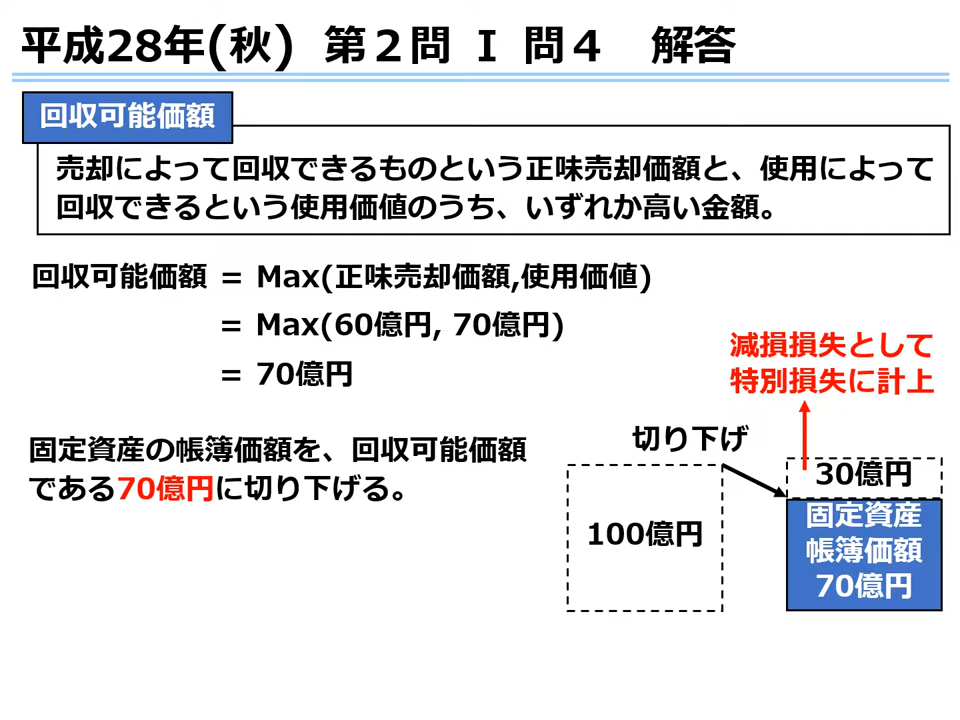 平成28年(秋) 第２問 Ⅰ 問４　解答
回収可能価額
売却によって回収できるものという正味売却価額と、使用によって
回収できるという使用価値のうち、いずれか高い金額。
回収可能価額 = Max(正味売却価額,使用価値)
= Max(60億円, 70億円)
= 70億円
減損損失として
特別損失に計上
固定資産の帳簿価額を、回収可能価額
である70億円に切り下げる。
切り下げ
100億円
30億円
固定資産
帳簿価額
70億円